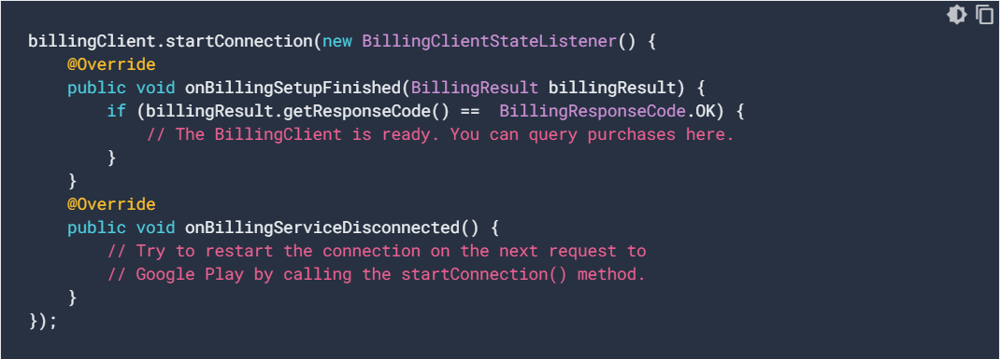 billingClient.startConnection(new BillingClientStateListener() {
    @Override
    public void onBillingSetupFinished(BillingResult billingResult) {
        if (billingResult.getResponseCode() ==  BillingResponseCode.OK) {
            // The BillingClient is ready. You can query purchases here.
        }
    }
    @Override
    public void onBillingServiceDisconnected() {
        // Try to restart the connection on the next request to
        // Google Play by calling the startConnection() method.
    }
});